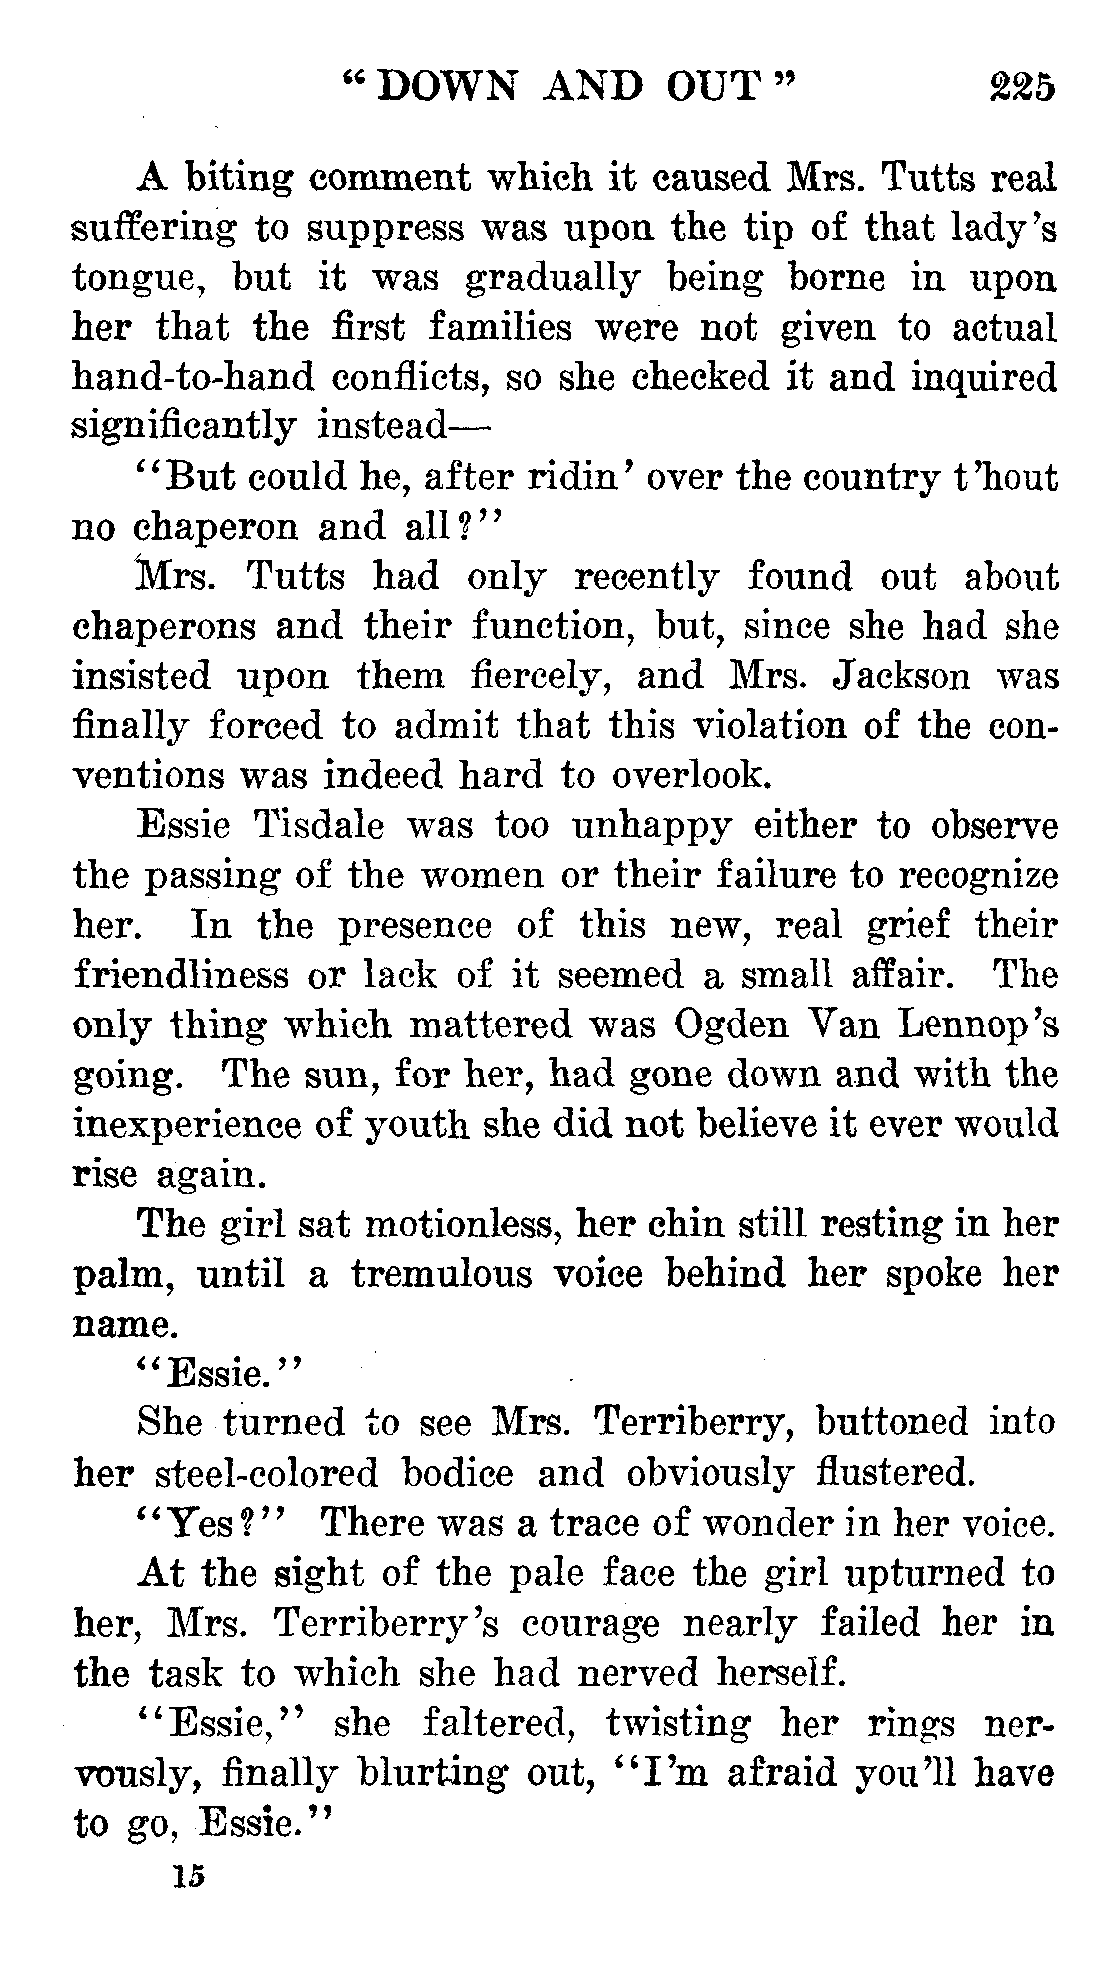 “DOWN AND OUT” 225
A biting comment which it caused Mrs. Tutts real
suffering to suppress was upon the tip of that lady’s
tongue, but it was gradually being borne in upon
her that the first families were not given to actual
hand-to-hand conflicts, so she checked it and inquired
significantly instead—
“But could he, after ridin’ over the country t’hout
no chaperon and all?”
Mrs. Tutts had only recently found out about
chaperons and their function, but, since she had she
insisted upon them fiercely, and Mrs. Jackson was
finally forced to admit that this violation of the con-
ventions was indeed hard to overlook.
Essie Tisdale was too unhappy either to observe
the passing of the women or their failure to recognize
her. In the presence of this new, real grief their
friendliness or lack of it seemed a small affair. The
only thing which mattered was Ogden Van Lennop’s
going. The sun, for her, had gone down and with the
inexperience of youth she did not believe it ever would
rise again.
The girl sat motionless, her chin still resting in her
palm, until a tremulous voice behind her spoke her
name.
“Essie.”
She turned to see Mrs. Terriberry, buttoned into
her steel-colored bodice and obviously flustered.
“Yes?” There was a trace of wonder in her voice.
At the sight of the pale face the girl upturned to
her, Mrs. Terriberry’s courage nearly failed her in
the task to which she had nerved herself.
“Essie,” she faltered, twisting her rings ner-
vously, finally blurting out, “I’m afraid you’ll have
to go, Essie.”
15